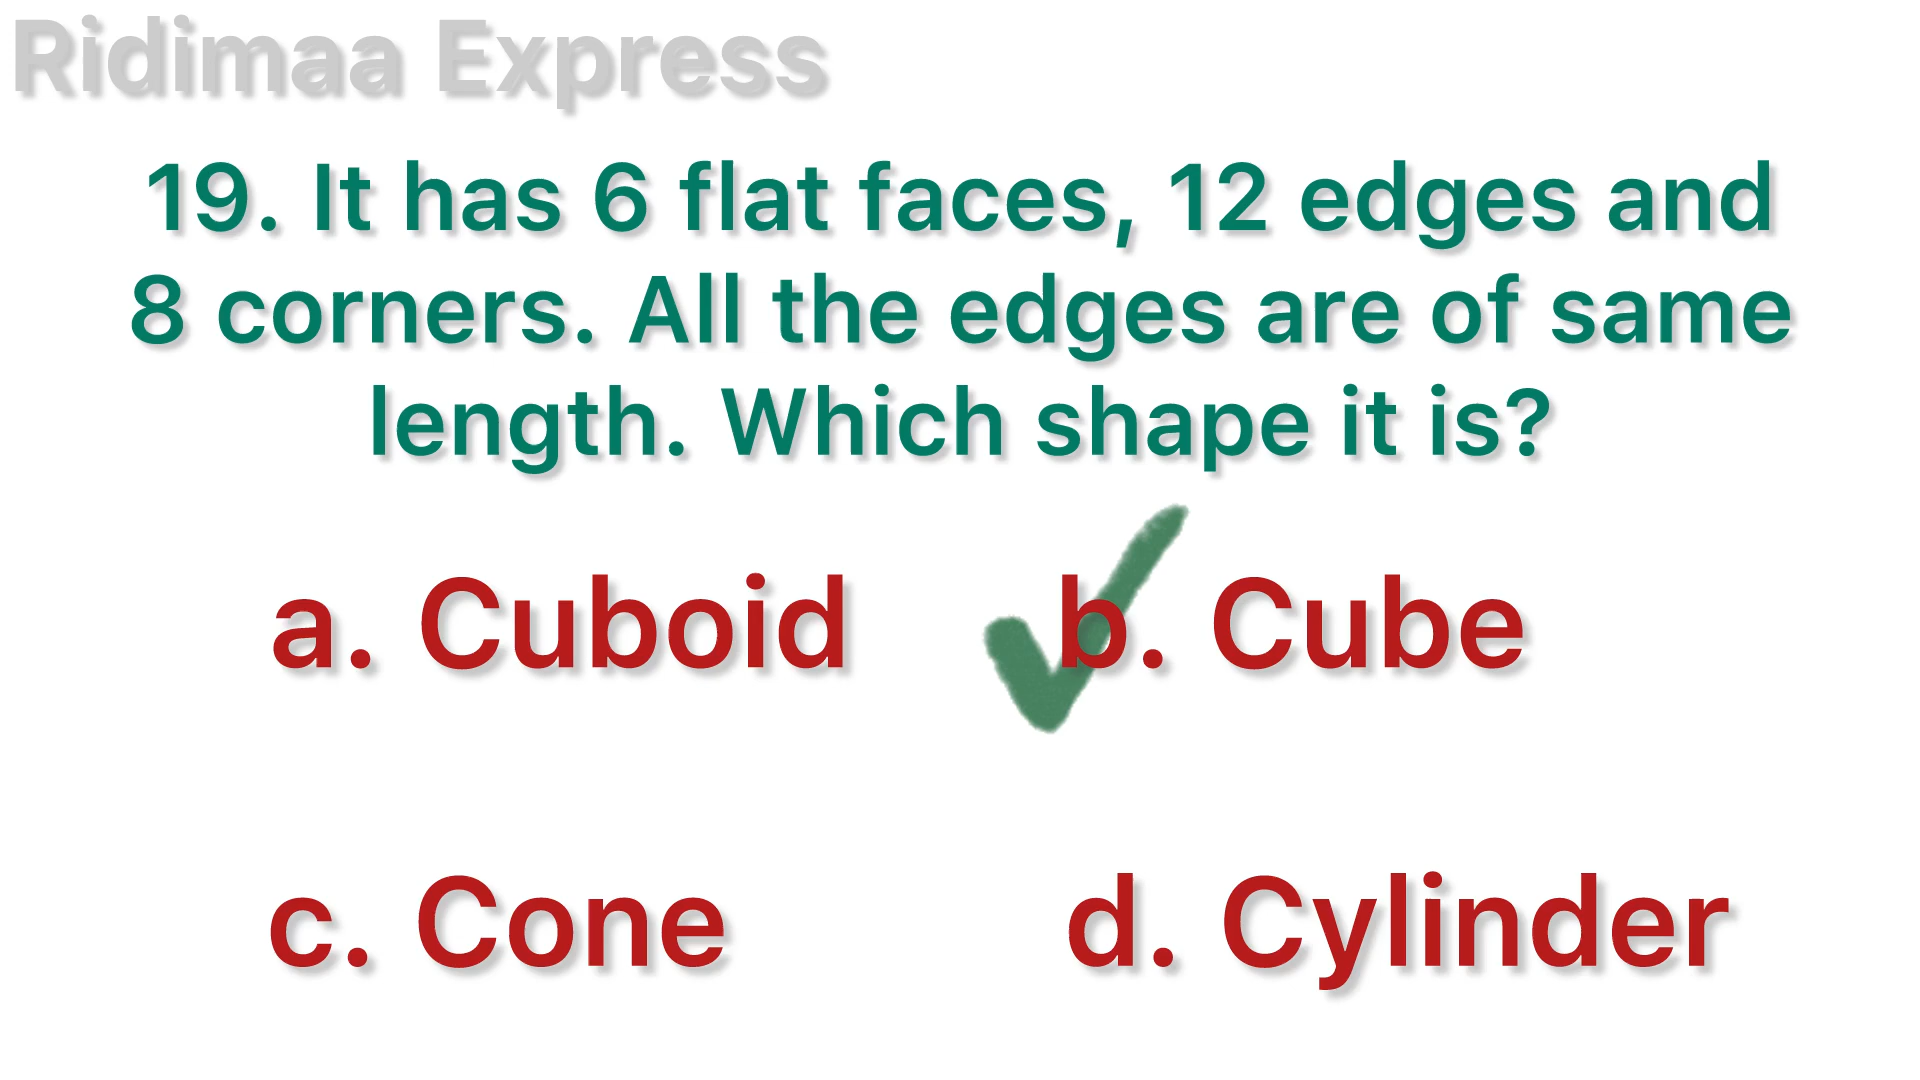 Ridimaa Express
19. It has 6 flat faces, 12 edges and
8 corners. All the edges are of same
length. Which shape it is?
a. Cuboid b. Cube
c. Cone d. Cylinder